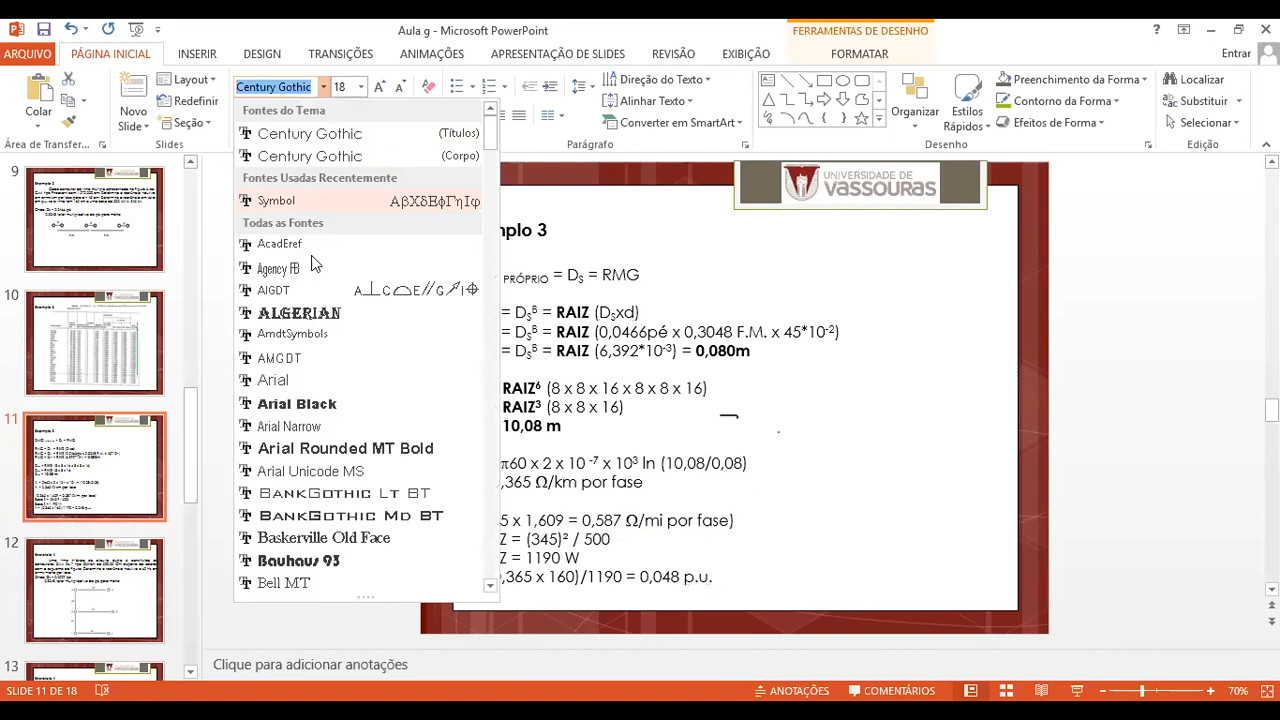 Aula g - Microsoft PowerPoint
FERRAMENTAS DE DESENHO
ARQUIVO
PÁGINA INICIAL
INSERIR
DESIGN
TRANSIÇÕES
ANIMAÇÕES
APRESENTAÇÃO DE SLIDES
REVISÃO
EXIBIÇÃO
FORMATAR
Entrar
Colar
Novo
Slide
Layout
Redefinir
Seção
Century Gothic
18
Direção do Texto
Alinhar Texto
Converter em SmartArt
Organizar
Estilos
Rápidos
Preenchimento da Forma
Contorno da Forma
Efeitos de Forma
Localizar
Substituir
Selecionar
Área de Transfer...
Slides
Parágrafo
Desenho
Edição
Fontes do Tema
Century Gothic (Títulos)
Century Gothic (Corpo)
Fontes Usadas Recentemente
Symbol ΑβΧδΕφΓηΙφ
Todas as Fontes
AcadEref
Agency FB
AIGDT
ALGERIAN
AmdtSymbols
AMGDT
Arial
Arial Black
Arial Narrow
Arial Rounded MT Bold
Arial Unicode MS
BankGothic Lt BT
BankGothic Md BT
Baskerville Old Face
Bauhaus 93
Bell MT
9
10
11
12
13
UNIVERSIDADE DE
VASSOURAS
mplo 3
PRÓPRIO = DS = RMG
= DSB = RAIZ (DSxd)
= DSB = RAIZ (0,0466pé x 0,3048 F.M. x 45*10-2)
= DSB = RAIZ (6,392*10-3) = 0,080m
RAIZ6 (8 x 8 x 16 x 8 x 8 x 16)
RAIZ3 (8 x 8 x 16)
10,08 m
π60 x 2 x 10 -7 x 103 ln (10,08/0,08)
,365 Ω/km por fase
5 x 1,609 = 0,587 Ω/mi por fase)
Z = (345)² / 500
Z = 1190 W
0,365 x 160)/1190 = 0,048 p.u.
Clique para adicionar anotações
SLIDE 11 DE 18
ANOTAÇÕES
COMENTÁRIOS
70%